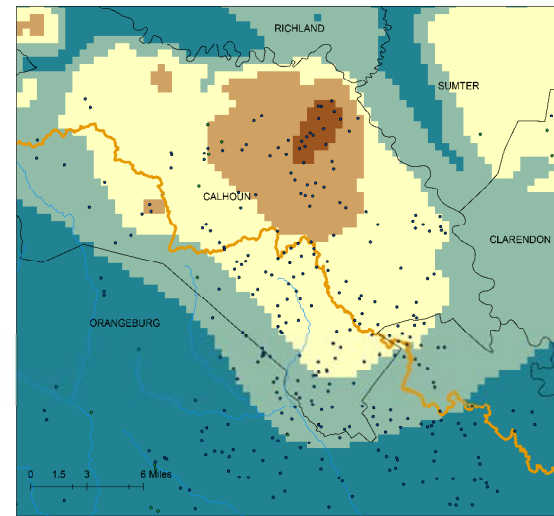 RICHLAND
SUMTER
CALHOUN
CLARENDON
ORANGEBURG
0 1.5 3 6 Miles